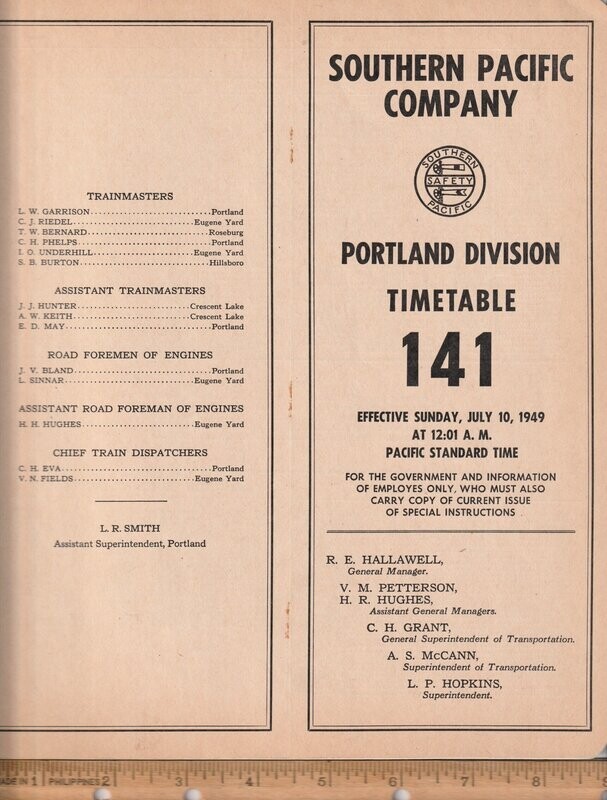 TRAINMASTERS
L. W. GARRISON..............................Portland
C. J. RIEDEL..............................Eugene Yard
T. W. BERNARD..............................Roseburg
C. H. PHELPS..............................Portland
I. O. UNDERHILL..............................Eugene Yard
S. B. BURTON..............................Hillsboro
ASSISTANT TRAINMASTERS
J. J. HUNTER..............................Crescent Lake
A. W. KEITH..............................Crescent Lake
E. D. MAY..............................Portland
ROAD FOREMEN OF ENGINES
J. V. BLAND..............................Portland
L. SINNAR..............................Eugene Yard
ASSISTANT ROAD FOREMAN OF ENGINES
H. H. HUGHES..............................Eugene Yard
CHIEF TRAIN DISPATCHERS
C. H. EVA..............................Portland
V. N. FIELDS..............................Eugene Yard
L. R. SMITH
Assistant Superintendent, Portland
SOUTHERN PACIFIC
COMPANY
SOUTHERN
SAFETY
PACIFIC
PORTLAND DIVISION
TIMETABLE
141
EFFECTIVE SUNDAY, JULY 10, 1949
AT 12:01 A. M.
PACIFIC STANDARD TIME
FOR THE GOVERNMENT AND INFORMATION
OF EMPLOYES ONLY, WHO MUST ALSO
CARRY COPY OF CURRENT ISSUE
OF SPECIAL INSTRUCTIONS
R. E. HALLAWELL,
General Manager.
V. M. PETTERSON,
H. R. HUGHES,
Assistant General Managers.
C. H. GRANT,
General Superintendent of Transportation.
A. S. McCANN,
Superintendent of Transportation.
L. P. HOPKINS,
Superintendent.
MADE IN 1 PHILIPPINES 2 3 4 5 6 7 8